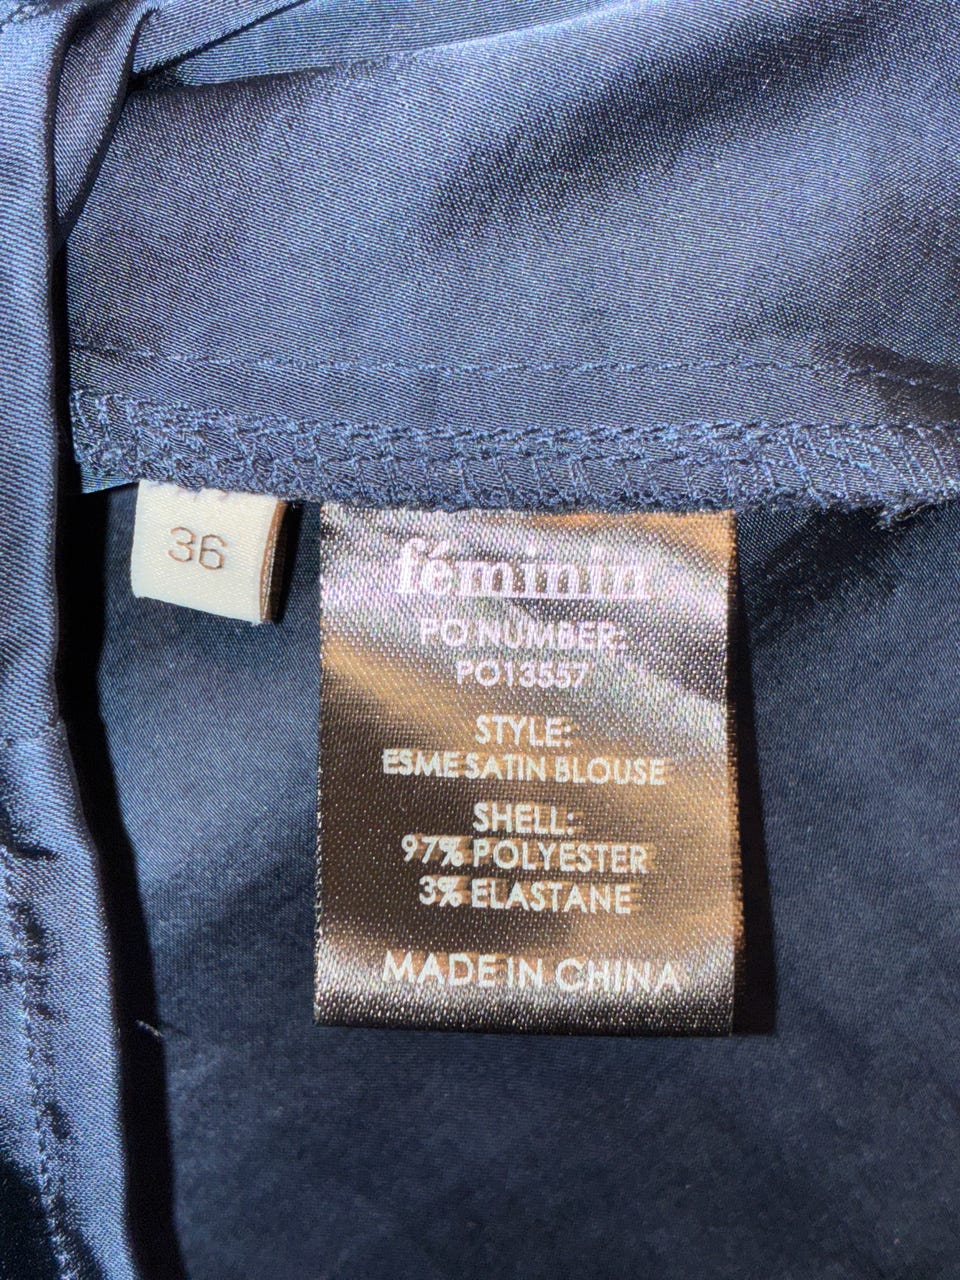 36
féminin
PO NUMBER:
PO13557
STYLE:
ESME SATIN BLOUSE
SHELL:
97% POLYESTER
3% ELASTANE
MADE IN CHINA